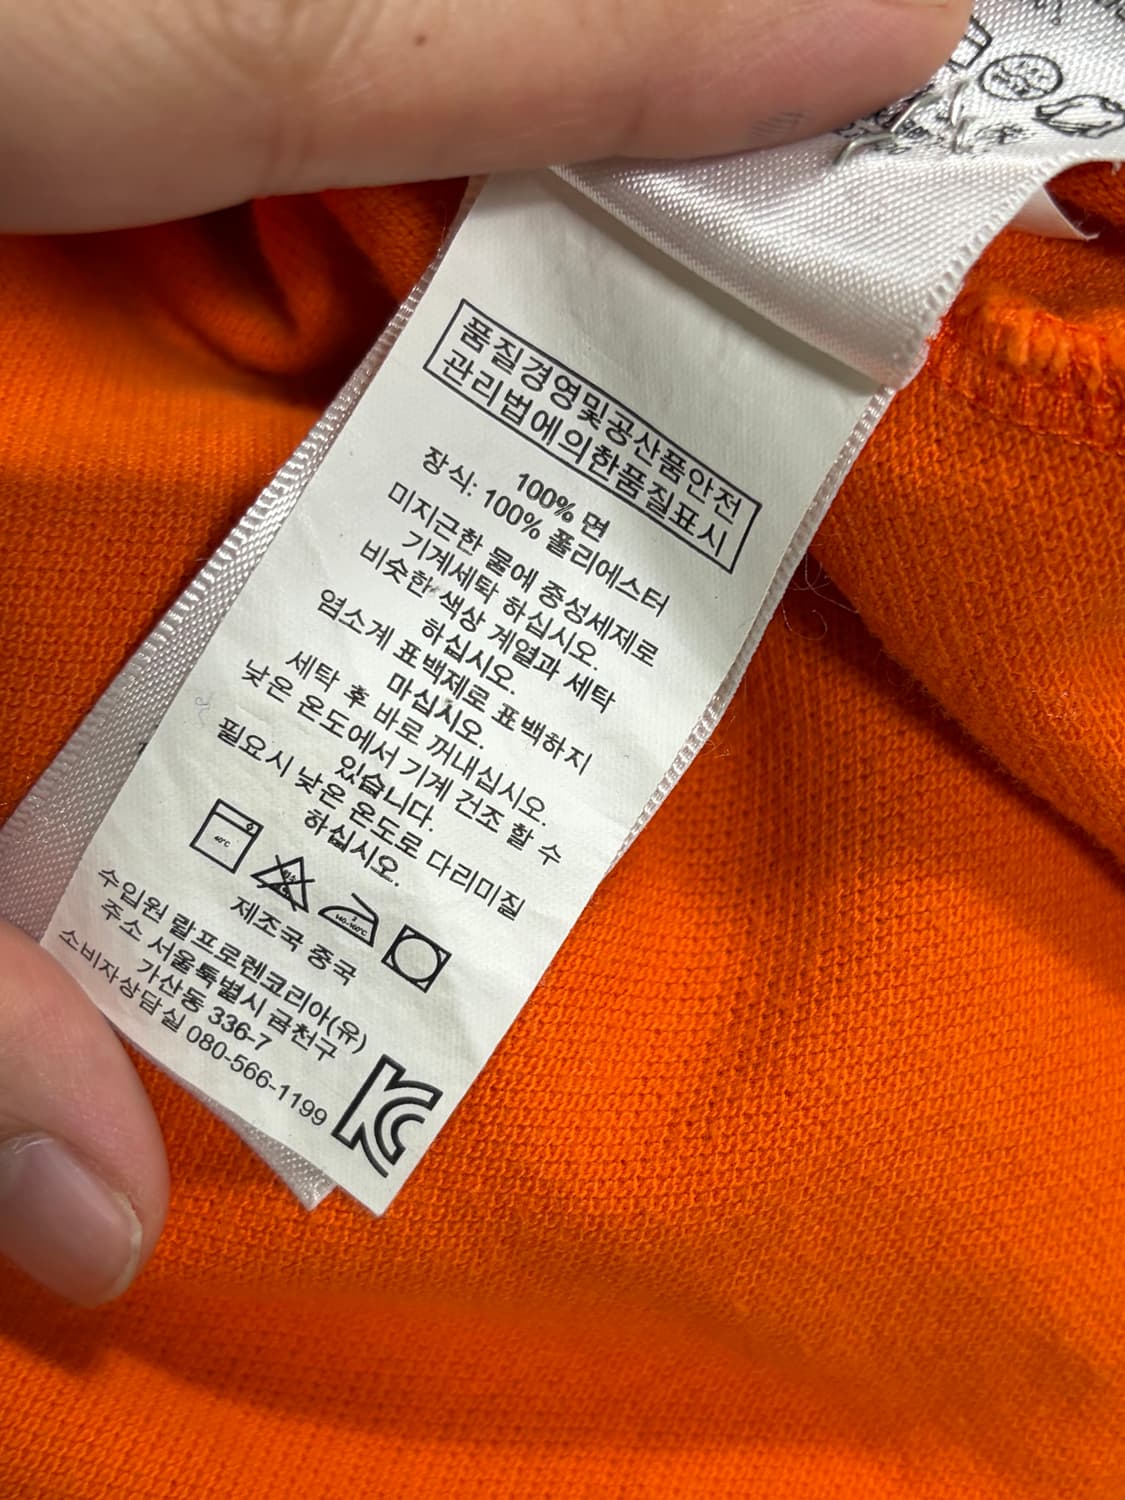 품질경영및공산품안전
관리법에의한품질표시
100% 면
장식: 100% 폴리에스터
미지근한 물에 중성세제로
기계세탁 하십시오.
비슷한 색상 계열과 세탁
하십시오.
염소계 표백제로 표백하지
마십시오.
세탁 후 바로 꺼내십시오.
낮은 온도에서 기계 건조 할 수
있습니다.
필요시 낮은 온도로 다리미질
하십시오.
40°C
염소
2
140-160°C
제조국 중국
수입원 랄프로렌코리아(유)
주소 서울특별시 금천구
가산동 336-7
소비자상담실 080-566-1199
KC